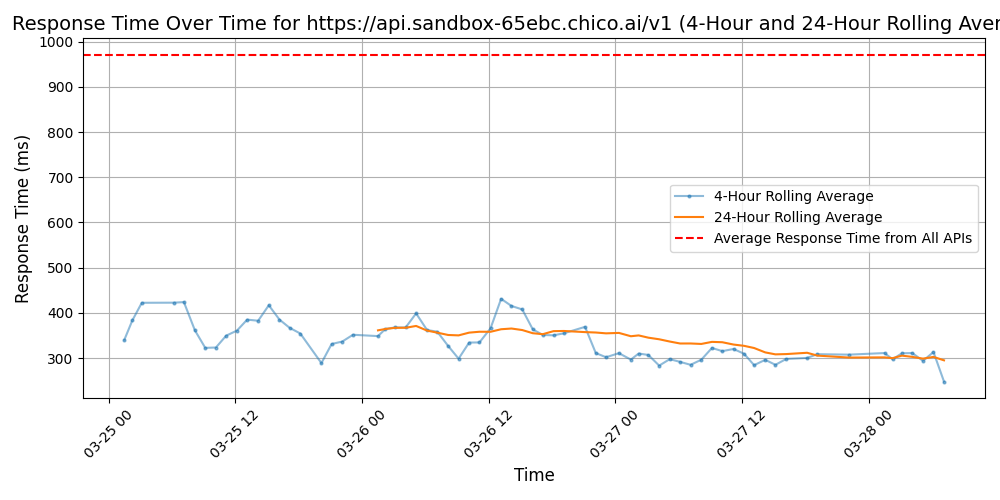 Response Time Over Time for https://api.sandbox-65ebc.chico.ai/v1 (4-Hour and 24-Hour Rolling Aver
1000
900
800
700
600
500
400
300
Response Time (ms)
4-Hour Rolling Average
24-Hour Rolling Average
Average Response Time from All APIs
03-25 00
03-25 12
03-26 00
03-26 12
03-27 00
03-27 12
03-28 00
Time